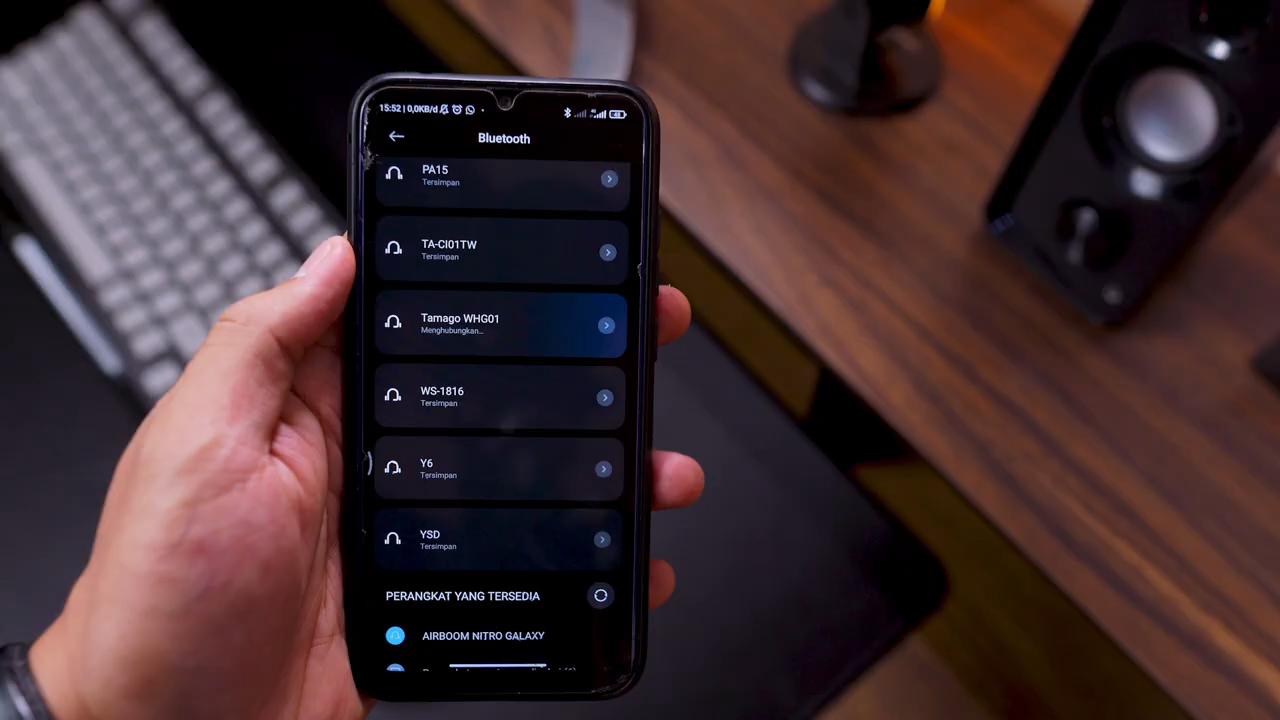 15:52 | 0,0KB/d
48
Bluetooth
PA15
Tersimpan
TA-CI01TW
Tersimpan
Tamago WHG01
Menghubungkan...
WS-1816
Tersimpan
Y6
Tersimpan
YSD
Tersimpan
PERANGKAT YANG TERSEDIA
AIRBOOM NITRO GALAXY